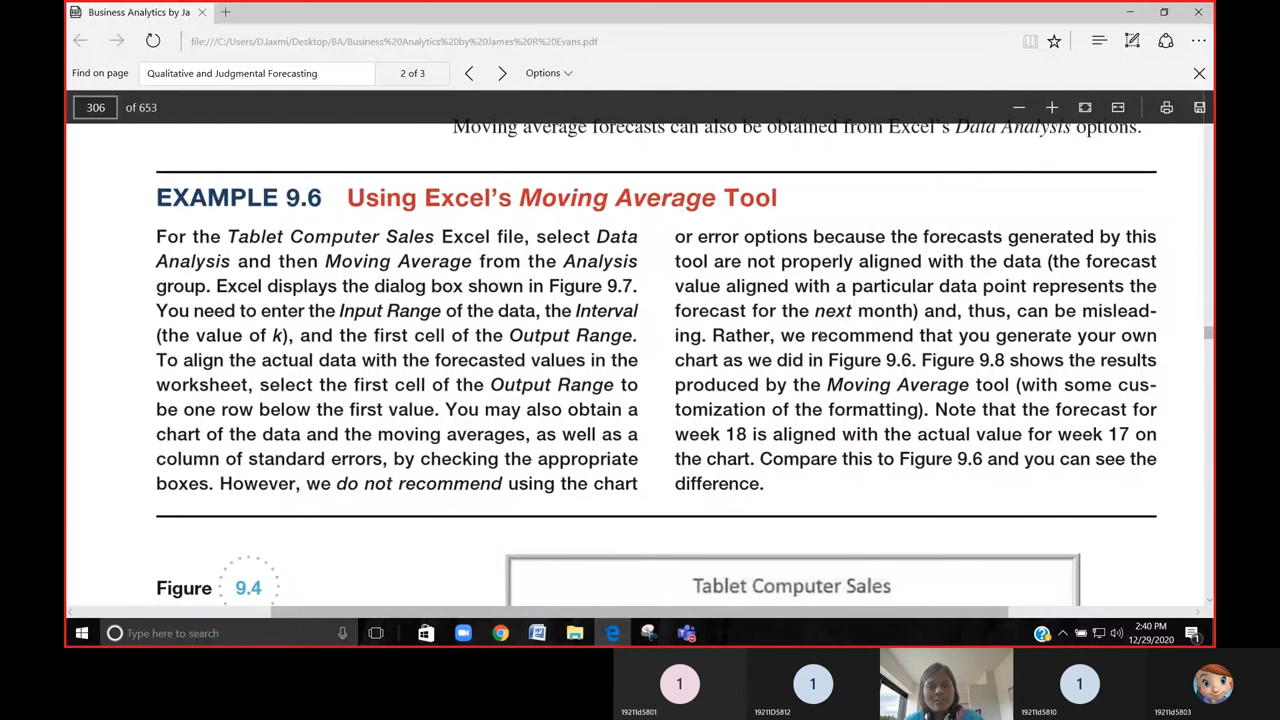 Business Analytics by Ja
file:///C:/Users/D.laxmi/Desktop/BA/Business%20Analytics%20by%20James%20R%20Evans.pdf
Find on page
Qualitative and Judgmental Forecasting
2 of 3
Options
306 of 653
Moving average forecasts can also be obtained from Excel's Data Analysis options.
EXAMPLE 9.6 Using Excel's Moving Average Tool
For the Tablet Computer Sales Excel file, select Data
Analysis and then Moving Average from the Analysis
group. Excel displays the dialog box shown in Figure 9.7.
You need to enter the Input Range of the data, the Interval
(the value of k), and the first cell of the Output Range.
To align the actual data with the forecasted values in the
worksheet, select the first cell of the Output Range to
be one row below the first value. You may also obtain a
chart of the data and the moving averages, as well as a
column of standard errors, by checking the appropriate
boxes. However, we do not recommend using the chart
or error options because the forecasts generated by this
tool are not properly aligned with the data (the forecast
value aligned with a particular data point represents the
forecast for the next month) and, thus, can be mislead-
ing. Rather, we recommend that you generate your own
chart as we did in Figure 9.6. Figure 9.8 shows the results
produced by the Moving Average tool (with some cus-
tomization of the formatting). Note that the forecast for
week 18 is aligned with the actual value for week 17 on
the chart. Compare this to Figure 9.6 and you can see the
difference.
Figure 9.4
Tablet Computer Sales
Type here to search
2:40 PM
12/29/2020
1
1
1
1
19211d5801
19211D5812
19211d5810
19211d5803